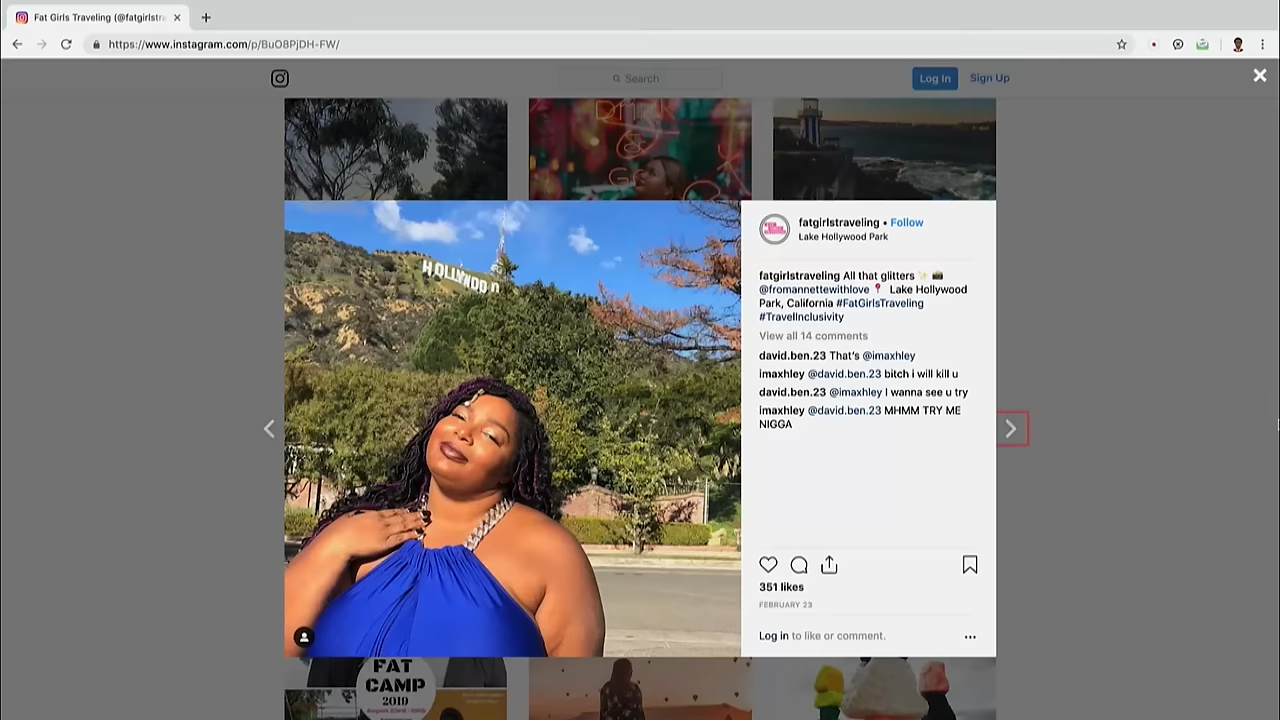 Fat Girls Traveling (@fatgirlstra
https://www.instagram.com/p/BuO8PjDH-FW/
Search
Log In
Sign Up
DRINK
&
HOLLYWOOD
fatgirlstraveling • Follow
Lake Hollywood Park
fatgirlstraveling All that glitters ✨ 📸
@fromannettewithlove 📍 Lake Hollywood
Park, California #FatGirlsTraveling
#TravelInclusivity
View all 14 comments
david.ben.23 That's @imaxhley
imaxhley @david.ben.23 bitch i will kill u
david.ben.23 @imaxhley I wanna see u try
imaxhley @david.ben.23 MHMM TRY ME
NIGGA
351 likes
FEBRUARY 23
Log in to like or comment.
FAT
CAMP
2019